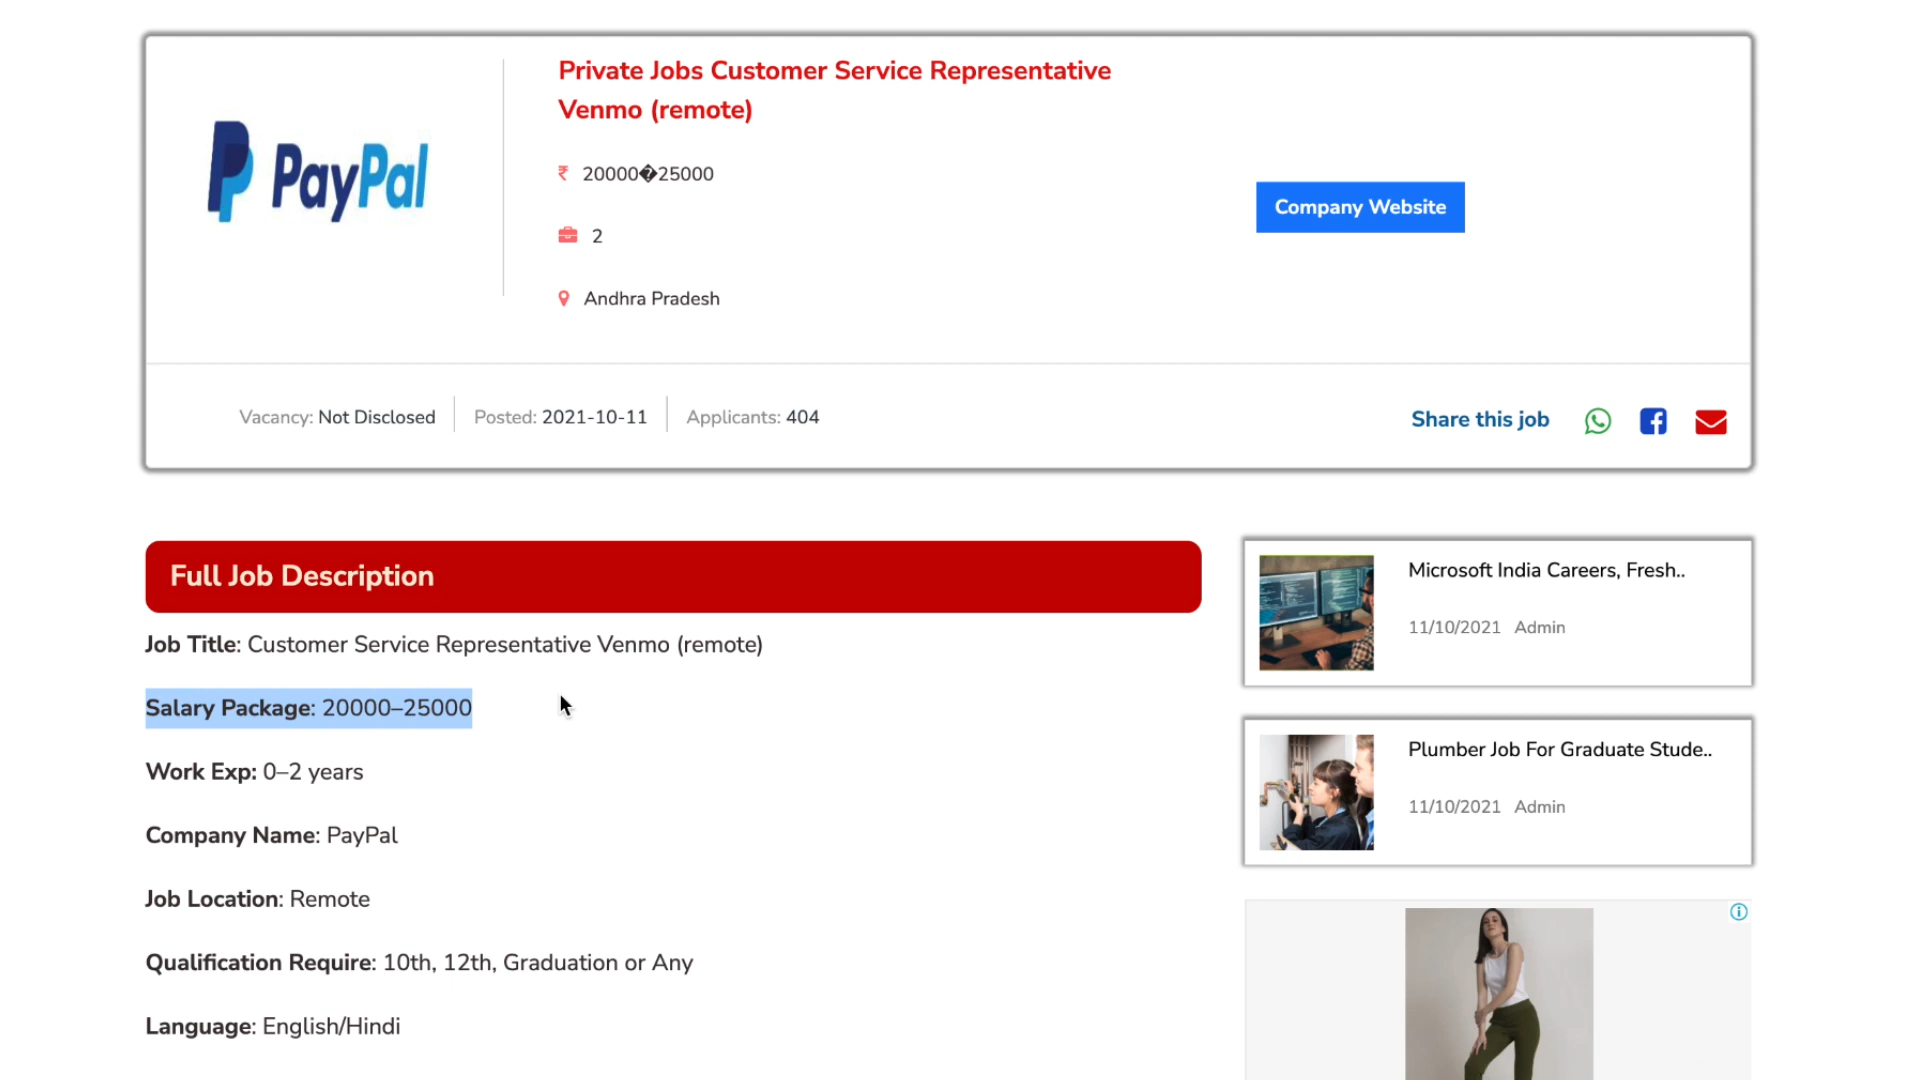 Private Jobs Customer Service Representative
Venmo (remote)
PayPal
₹ 20000�25000
2
Andhra Pradesh
Company Website
Vacancy: Not Disclosed
Posted: 2021-10-11
Applicants: 404
Share this job
Full Job Description
Job Title: Customer Service Representative Venmo (remote)
Salary Package: 20000–25000
Work Exp: 0–2 years
Company Name: PayPal
Job Location: Remote
Qualification Require: 10th, 12th, Graduation or Any
Language: English/Hindi
Microsoft India Careers, Fresh..
11/10/2021 Admin
Plumber Job For Graduate Stude..
11/10/2021 Admin